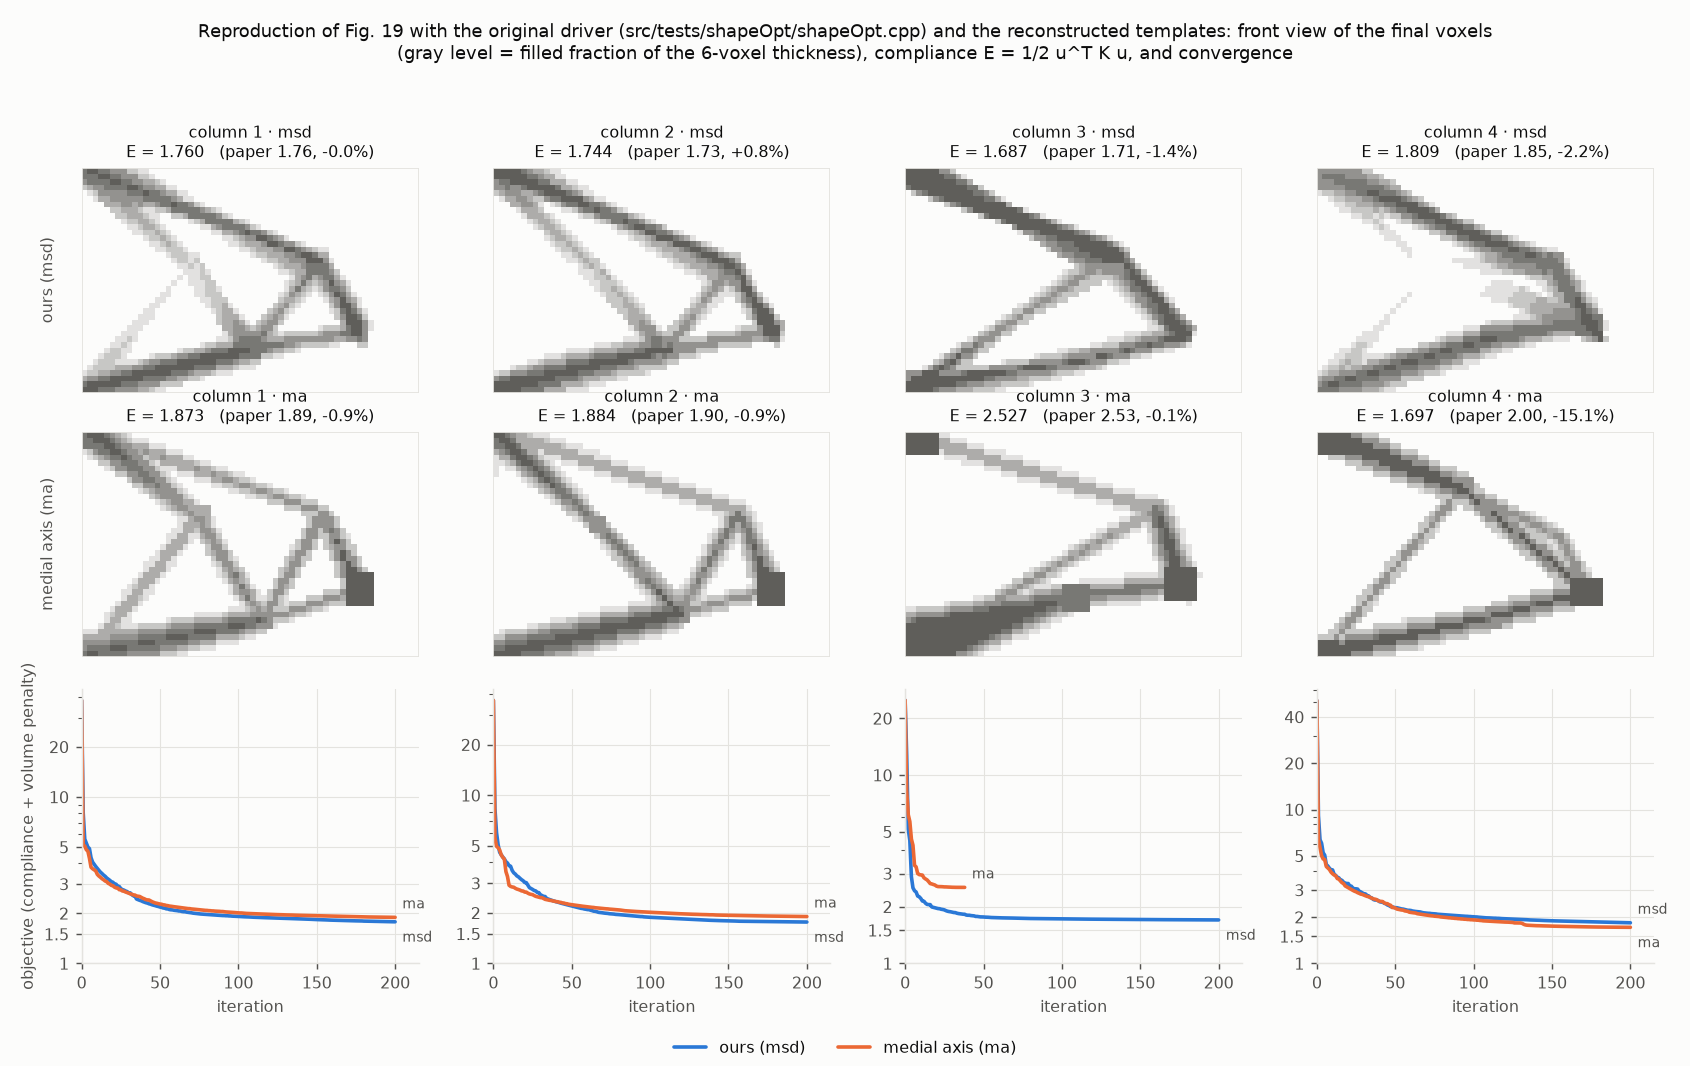 Reproduction of Fig. 19 with the original driver (src/tests/shapeOpt/shapeOpt.cpp) and the reconstructed templates: front view of the final voxels
(gray level = filled fraction of the 6-voxel thickness), compliance E = 1/2 u^T K u, and convergence
column 1 · msd
E = 1.760 (paper 1.76, -0.0%)
column 2 · msd
E = 1.744 (paper 1.73, +0.8%)
column 3 · msd
E = 1.687 (paper 1.71, -1.4%)
column 4 · msd
E = 1.809 (paper 1.85, -2.2%)
ours (msd)
column 1 · ma
E = 1.873 (paper 1.89, -0.9%)
column 2 · ma
E = 1.884 (paper 1.90, -0.9%)
column 3 · ma
E = 2.527 (paper 2.53, -0.1%)
column 4 · ma
E = 1.697 (paper 2.00, -15.1%)
medial axis (ma)
objective (compliance + volume penalty)
20
10
5
3
2
1.5
1
ma
msd
0 50 100 150 200
iteration
20
10
5
3
2
1.5
1
ma
msd
0 50 100 150 200
iteration
20
10
5
3
2
1.5
1
ma
msd
0 50 100 150 200
iteration
40
20
10
5
3
2
1.5
1
msd
ma
0 50 100 150 200
iteration
ours (msd)
medial axis (ma)